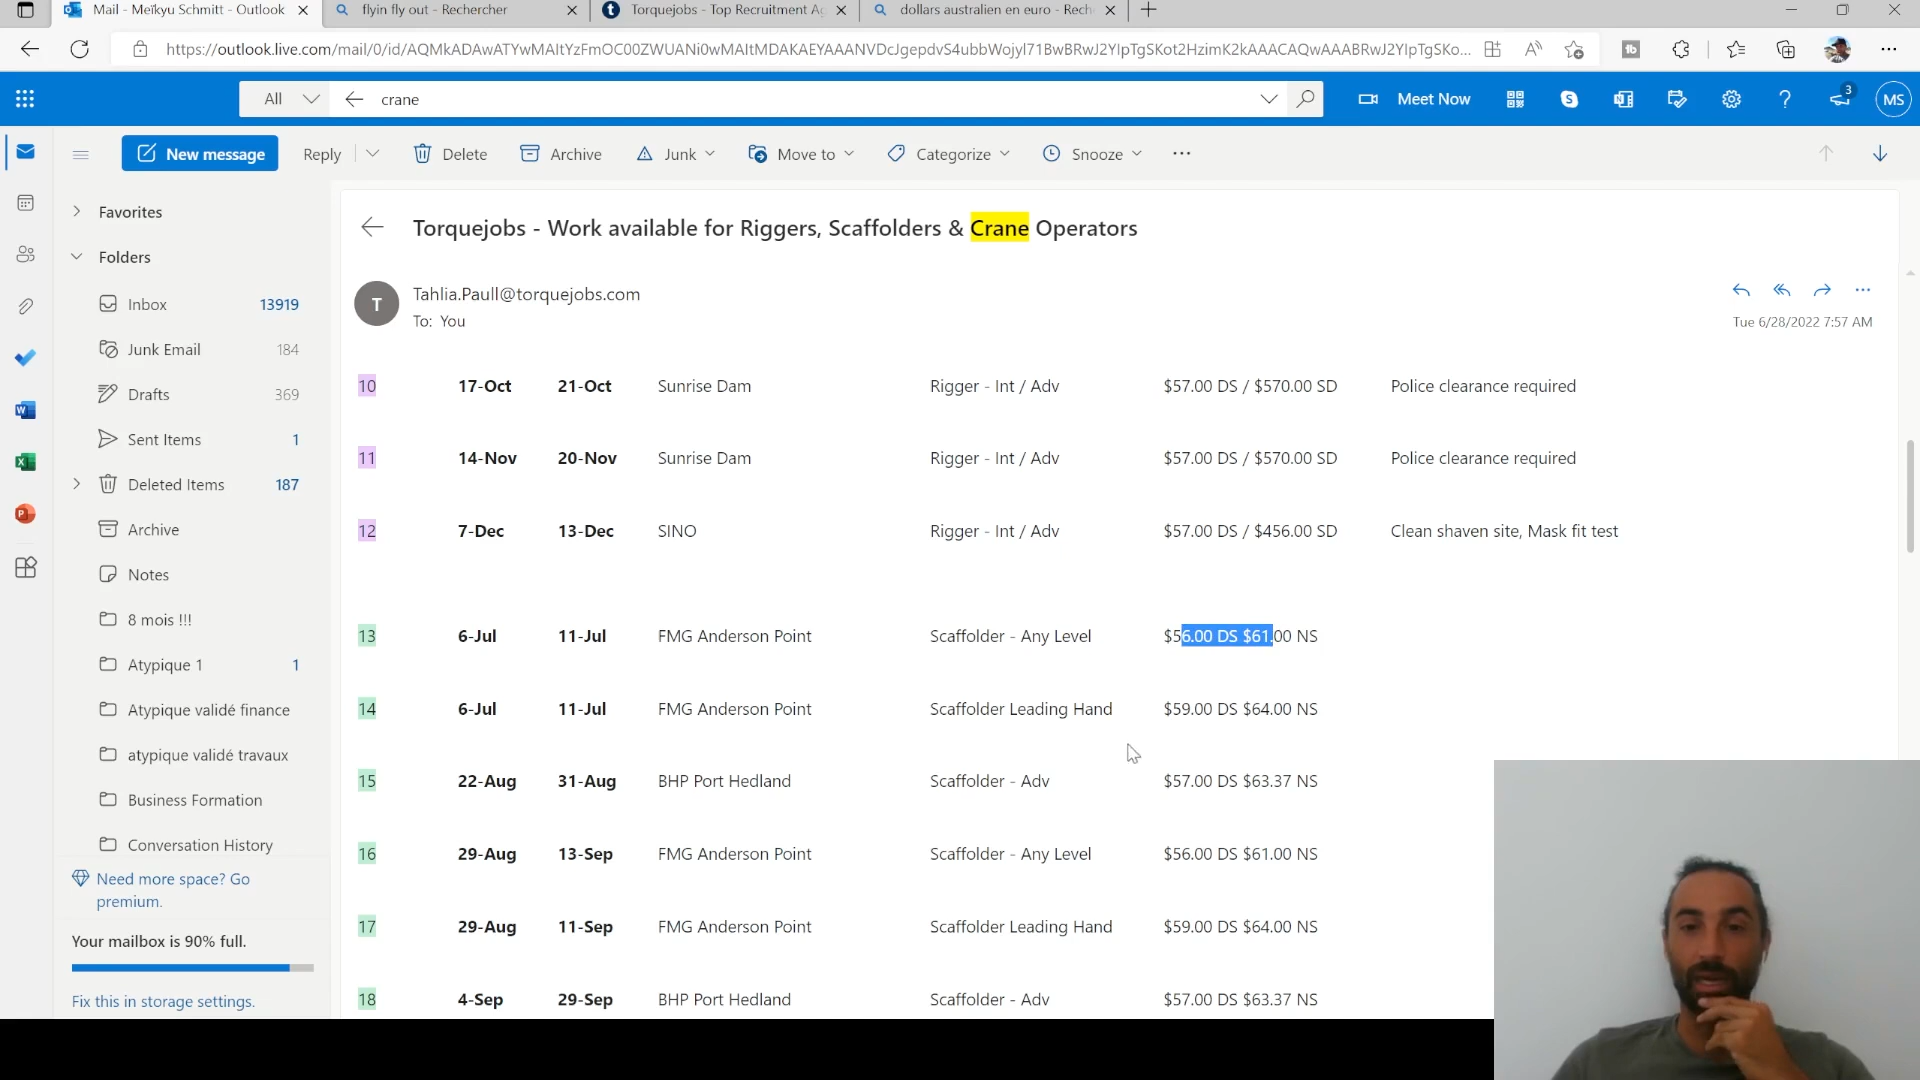 Mail - Meïkyu Schmitt - Outlook
flyin fly out - Rechercher
Torquejobs - Top Recruitment Ag
dollars australien en euro - Rech
https://outlook.live.com/mail/0/id/AQMkADAwATYwMAItYzFmOC00ZWUANi0wMAItMDAKAEYAAANVDcJgepdvS4ubbWojyl71BwBRwJ2YIpTgSKot2HzimK2kAAACAQwAAABRwJ2YIpTgSKo...
All
crane
Meet Now
3
MS
New message
Reply
Delete
Archive
Junk
Move to
Categorize
Snooze
Favorites
Folders
Inbox 13919
Junk Email 184
Drafts 369
Sent Items 1
Deleted Items 187
Archive
Notes
8 mois !!!
Atypique 1 1
Atypique validé finance
atypique validé travaux
Business Formation
Conversation History
Need more space? Go
premium.
Your mailbox is 90% full.
Fix this in storage settings.
Torquejobs - Work available for Riggers, Scaffolders & Crane Operators
T
Tahlia.Paull@torquejobs.com
To: You
Tue 6/28/2022 7:57 AM
10 17-Oct 21-Oct Sunrise Dam Rigger - Int / Adv $57.00 DS / $570.00 SD Police clearance required
11 14-Nov 20-Nov Sunrise Dam Rigger - Int / Adv $57.00 DS / $570.00 SD Police clearance required
12 7-Dec 13-Dec SINO Rigger - Int / Adv $57.00 DS / $456.00 SD Clean shaven site, Mask fit test
13 6-Jul 11-Jul FMG Anderson Point Scaffolder - Any Level $56.00 DS $61.00 NS
14 6-Jul 11-Jul FMG Anderson Point Scaffolder Leading Hand $59.00 DS $64.00 NS
15 22-Aug 31-Aug BHP Port Hedland Scaffolder - Adv $57.00 DS $63.37 NS
16 29-Aug 13-Sep FMG Anderson Point Scaffolder - Any Level $56.00 DS $61.00 NS
17 29-Aug 11-Sep FMG Anderson Point Scaffolder Leading Hand $59.00 DS $64.00 NS
18 4-Sep 29-Sep BHP Port Hedland Scaffolder - Adv $57.00 DS $63.37 NS